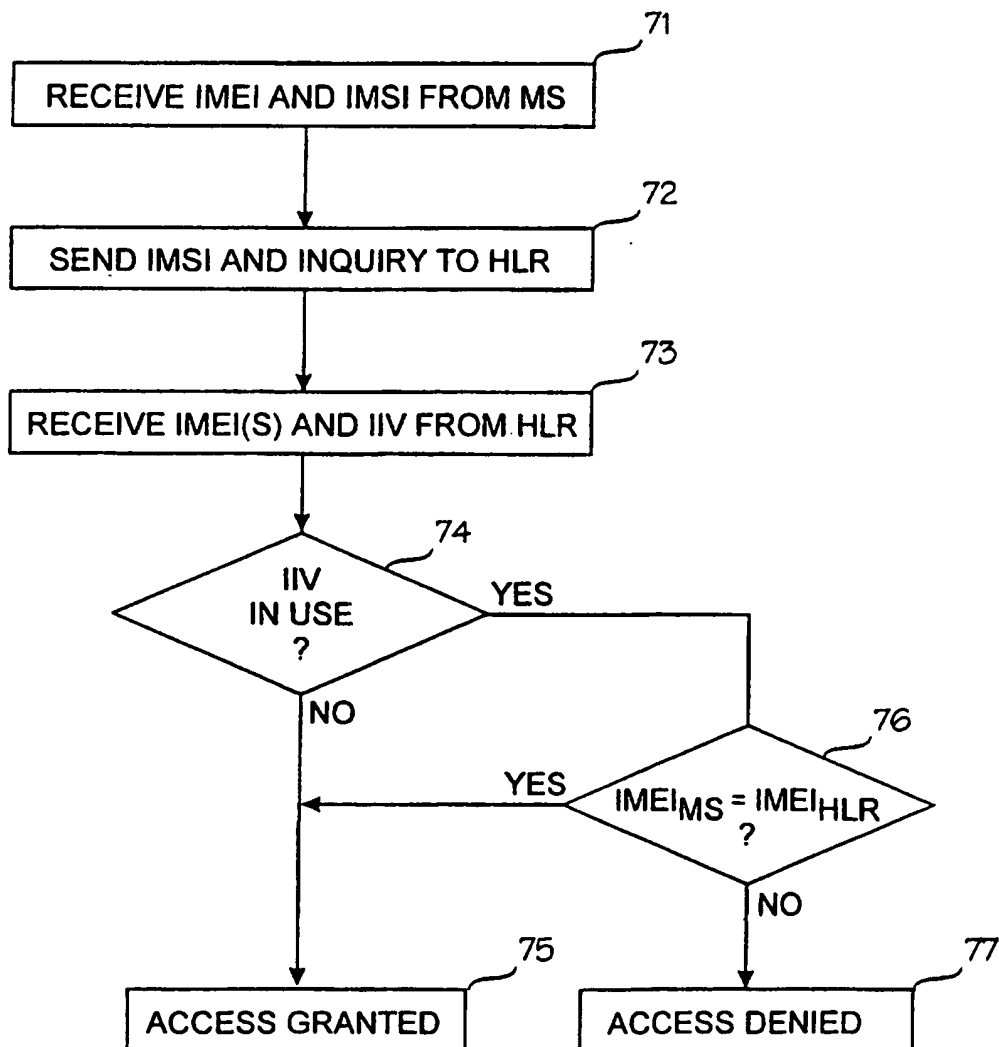 71
RECEIVE IMEI AND IMSI FROM MS
72
SEND IMSI AND INQUIRY TO HLR
73
RECEIVE IMEI(S) AND IIV FROM HLR
74
IIV
IN USE
?
YES
NO
76
YES
IMEIMS = IMEIHLR
?
NO
75
ACCESS GRANTED
77
ACCESS DENIED